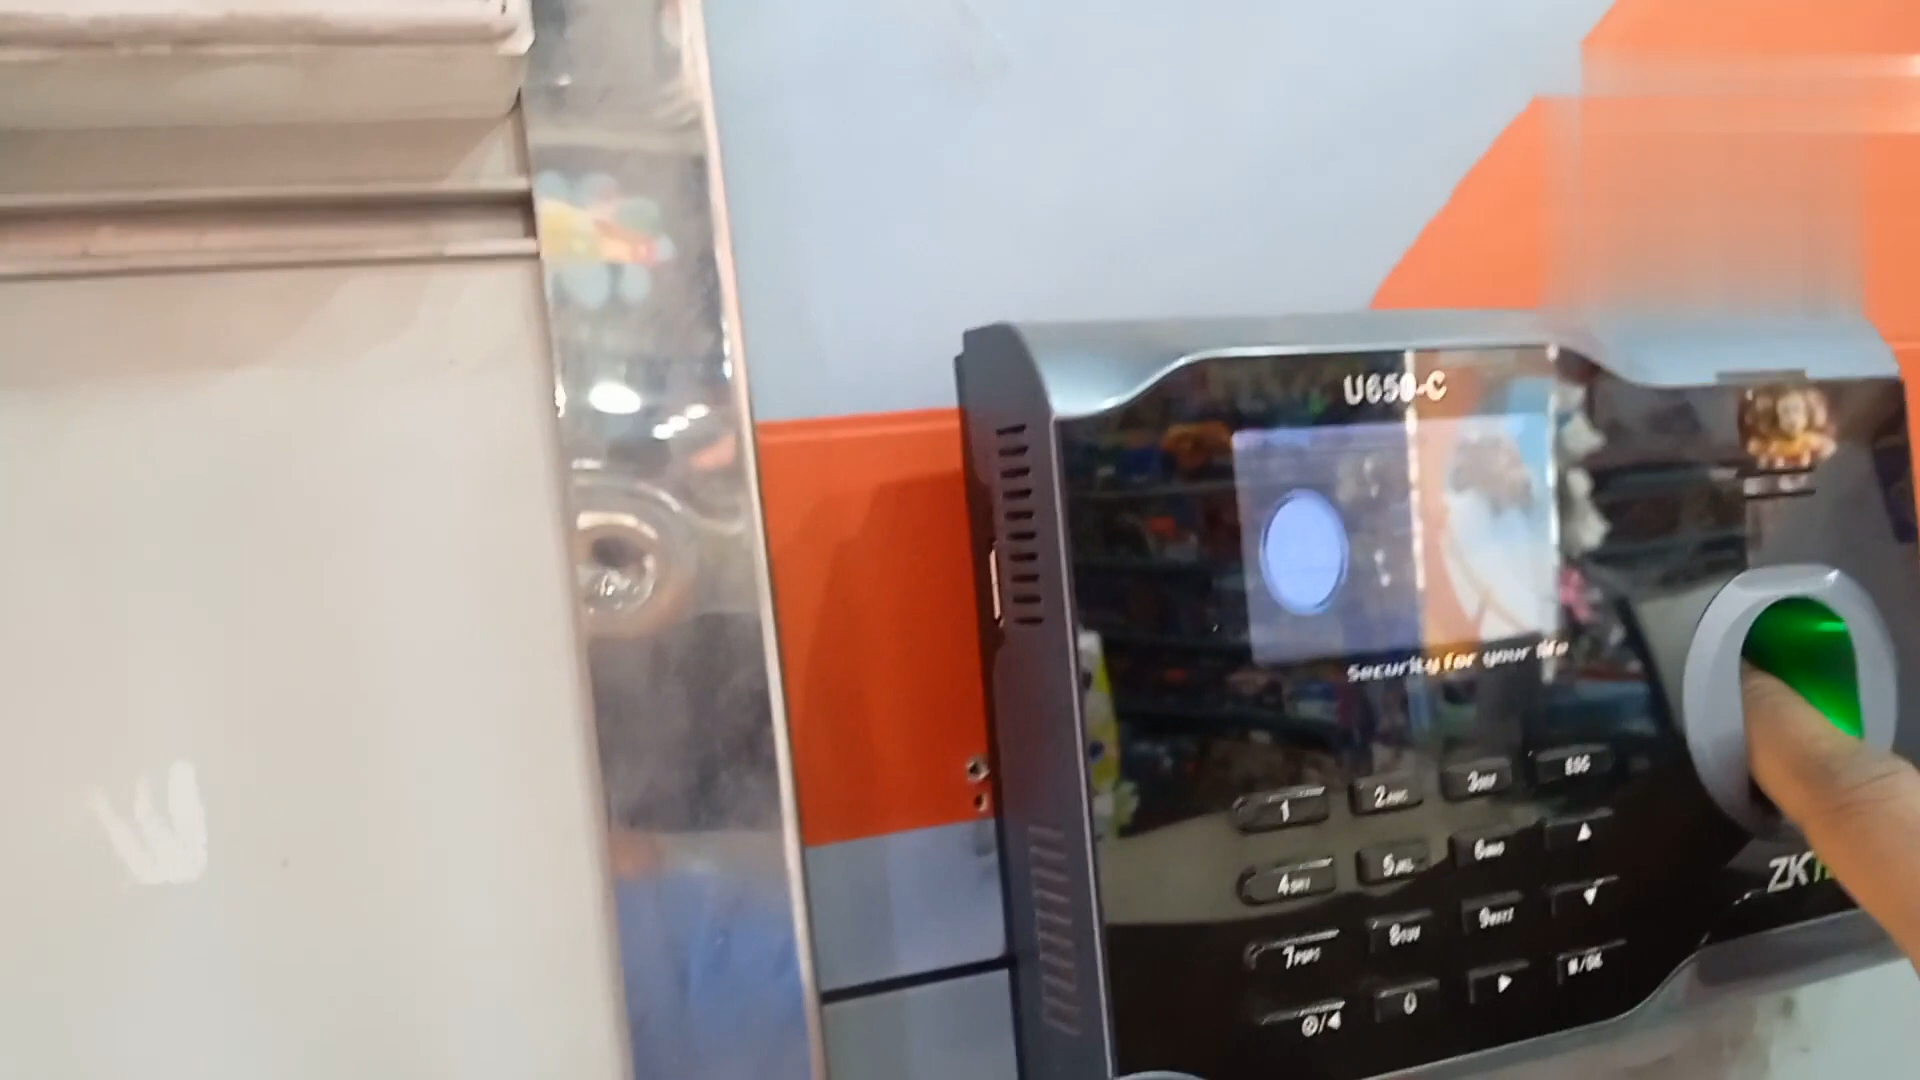 U650-C
Security for your life
1 2ABC 3DEF ESC
4GHI 5JKL 6MNO ▲
7PQRS 8TUV 9WXYZ ▼
0 ▶ M/OK
ZK